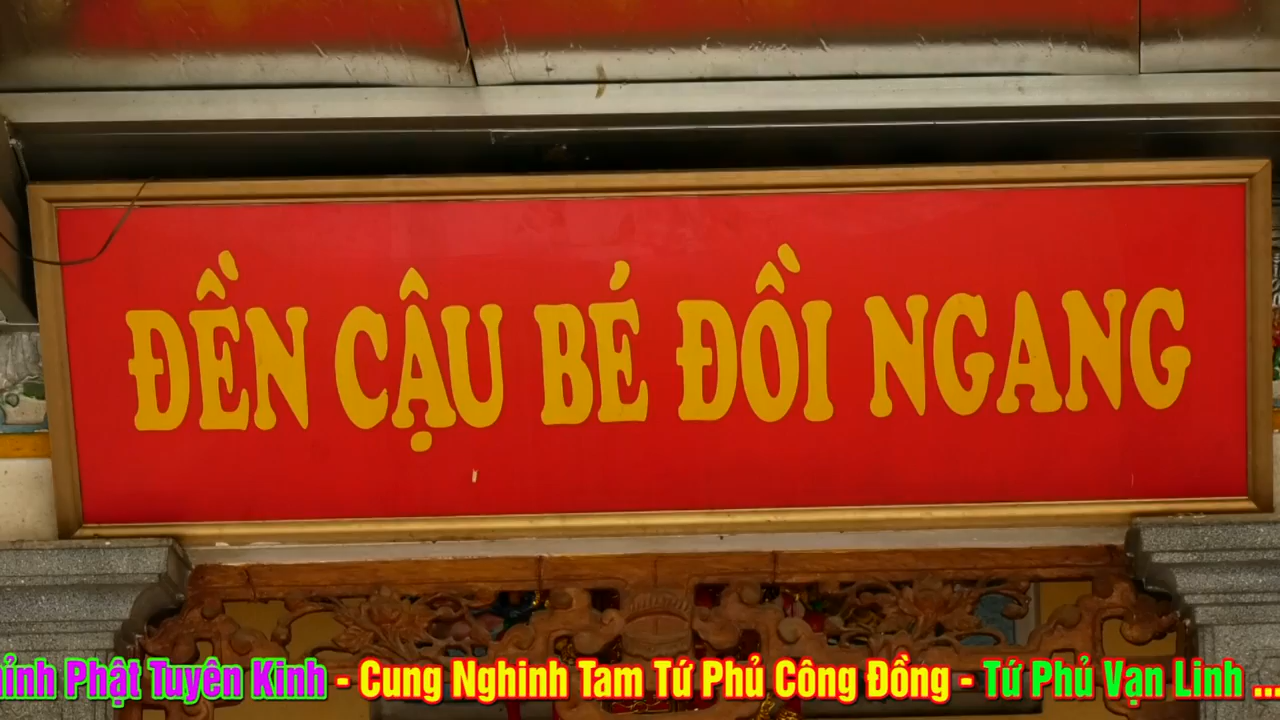 ĐỀN CẬU BÉ ĐỒI NGANG
Phật Tuyên Kinh - Cung Nghinh Tam Tứ Phủ Công Đồng - Tứ Phủ Vạn Linh ...